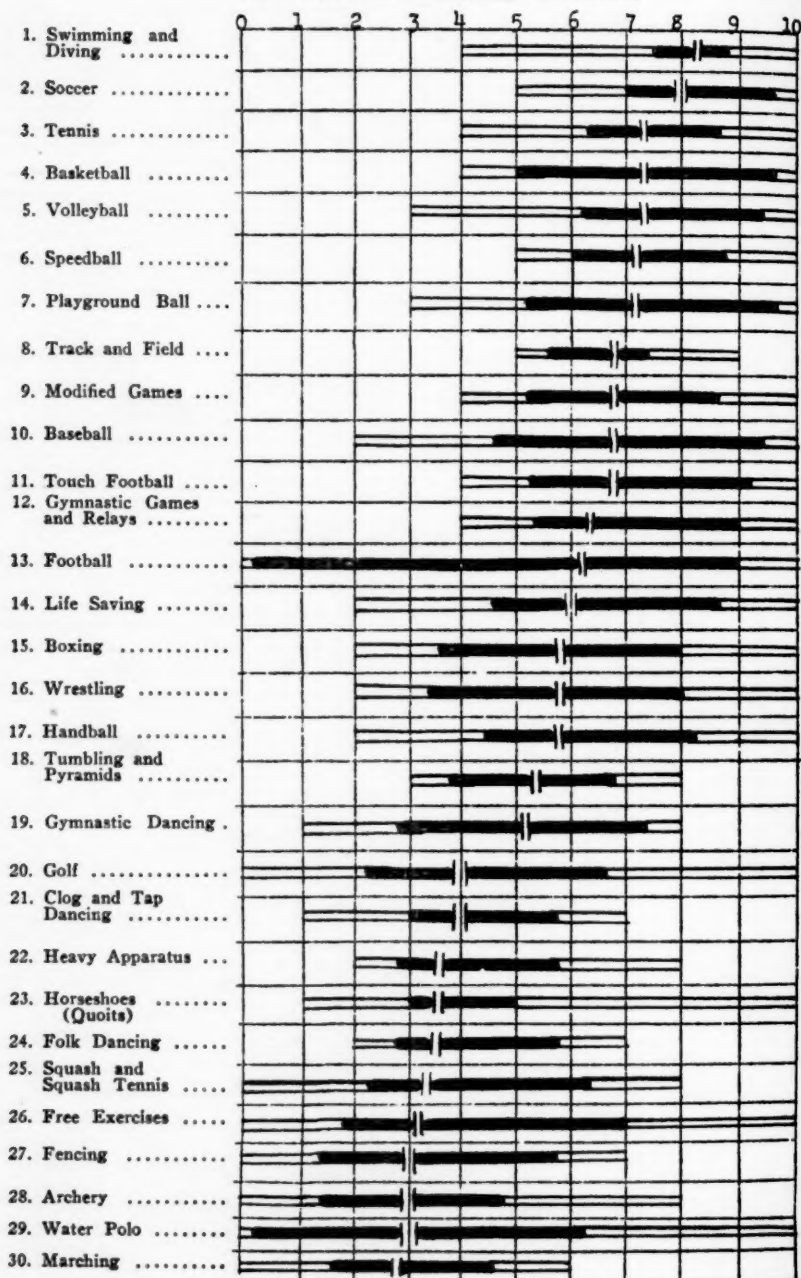 0 1 2 3 4 5 6 7 8 9 10
1. Swimming and
Diving ............
2. Soccer ............
3. Tennis ............
4. Basketball .........
5. Volleyball .........
6. Speedball ..........
7. Playground Ball ....
8. Track and Field ....
9. Modified Games ....
10. Baseball ...........
11. Touch Football .....
12. Gymnastic Games
and Relays .........
13. Football ...........
14. Life Saving ........
15. Boxing ............
16. Wrestling ..........
17. Handball ..........
18. Tumbling and
Pyramids ..........
19. Gymnastic Dancing .
20. Golf ..............
21. Clog and Tap
Dancing ...........
22. Heavy Apparatus ...
23. Horseshoes ........
(Quoits)
24. Folk Dancing ......
25. Squash and
Squash Tennis .....
26. Free Exercises .....
27. Fencing ...........
28. Archery ...........
29. Water Polo ........
30. Marching ..........